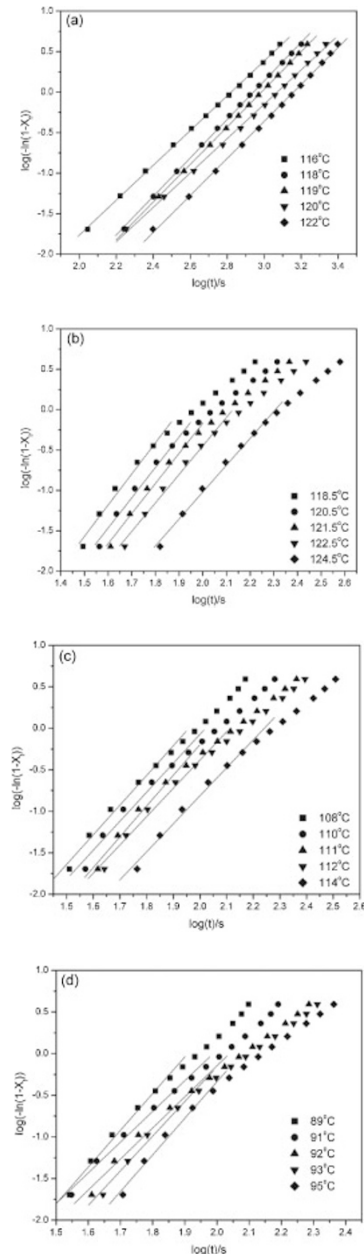 (a)
log(-ln(1-Xt))
1.0
0.5
0.0
-0.5
-1.0
-1.5
-2.0
116°C
118°C
119°C
120°C
122°C
2.0 2.4 2.7 3.0 3.3 3.6
log(t)/s
(b)
log(-ln(1-Xt))
1.0
0.5
0.0
-0.5
-1.0
-1.5
-2.0
118.5°C
120.5°C
121.5°C
122.5°C
124.5°C
1.4 1.5 1.6 1.7 1.8 1.9 2.0 2.1 2.2 2.3 2.4 2.5 2.6
log(t)/s
(c)
log(-ln(1-Xt))
1.0
0.5
0.0
-0.5
-1.0
-1.5
-2.0
108°C
110°C
111°C
112°C
114°C
1.5 1.6 1.7 1.8 1.9 2.0 2.1 2.2 2.3 2.4 2.5 2.6
log(t)/s
(d)
log(-ln(1-Xt))
1.0
0.5
0.0
-0.5
-1.0
-1.5
-2.0
89°C
91°C
92°C
93°C
95°C
1.5 1.6 1.7 1.8 1.9 2.0 2.1 2.2 2.3 2.4
log(t)/s